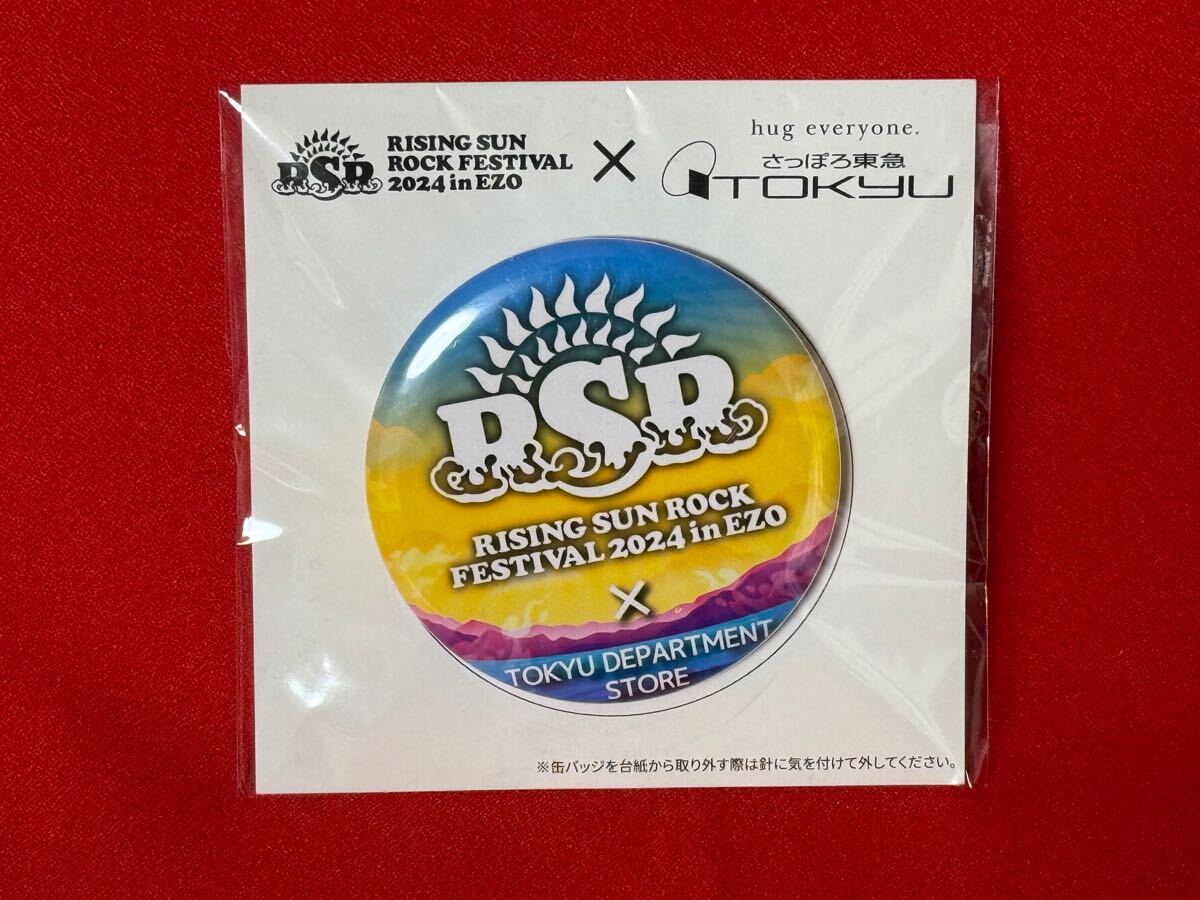 RSR
RISING SUN
ROCK FESTIVAL
2024 in EZO
×
hug everyone.
さっぽろ東急
TOKYU
RSR
RISING SUN ROCK
FESTIVAL 2024 in EZO
×
TOKYU DEPARTMENT
STORE
※缶バッジを台紙から取り外す際は針に気を付けて外してください。